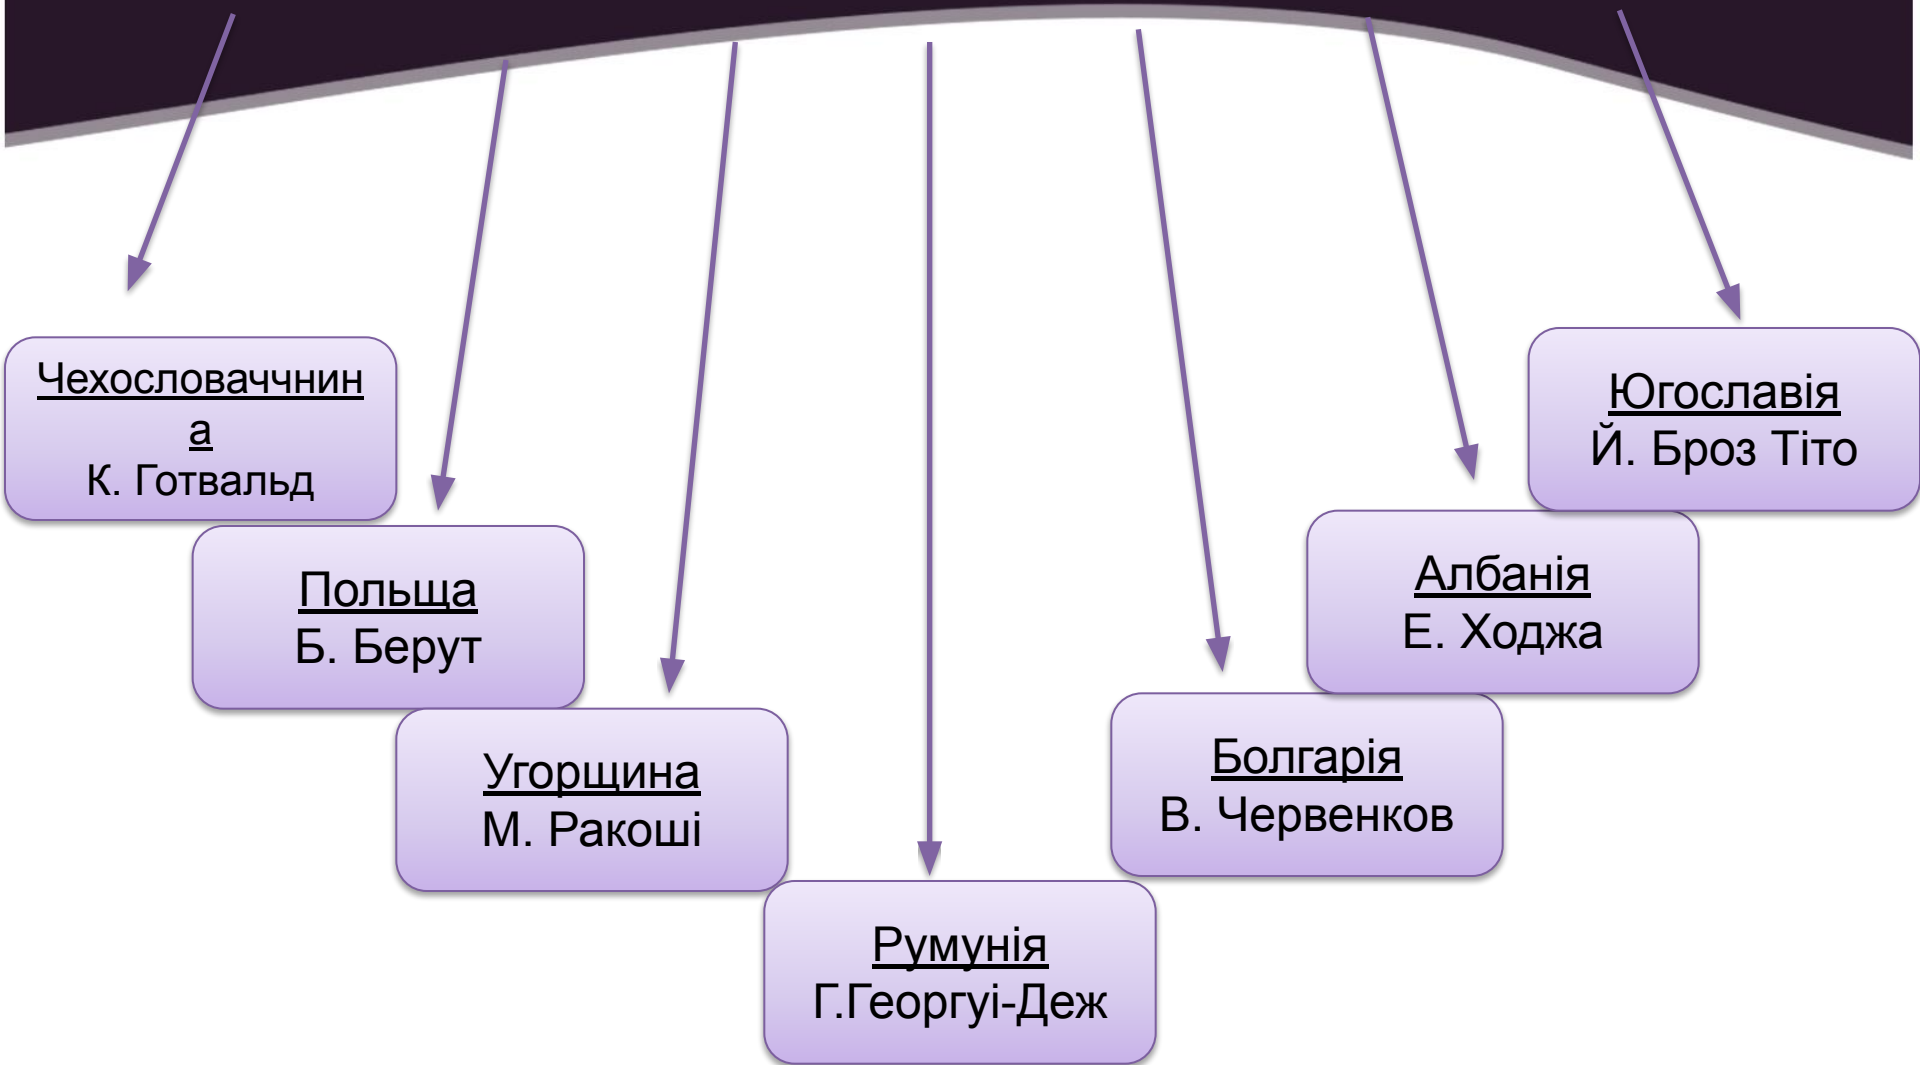 Чехословаччнин
а
К. Готвальд
Польща
Б. Берут
Угорщина
М. Ракоші
Румунія
Г.Георгуі-Деж
Болгарія
В. Червенков
Албанія
Е. Ходжа
Югославія
Й. Броз Тіто